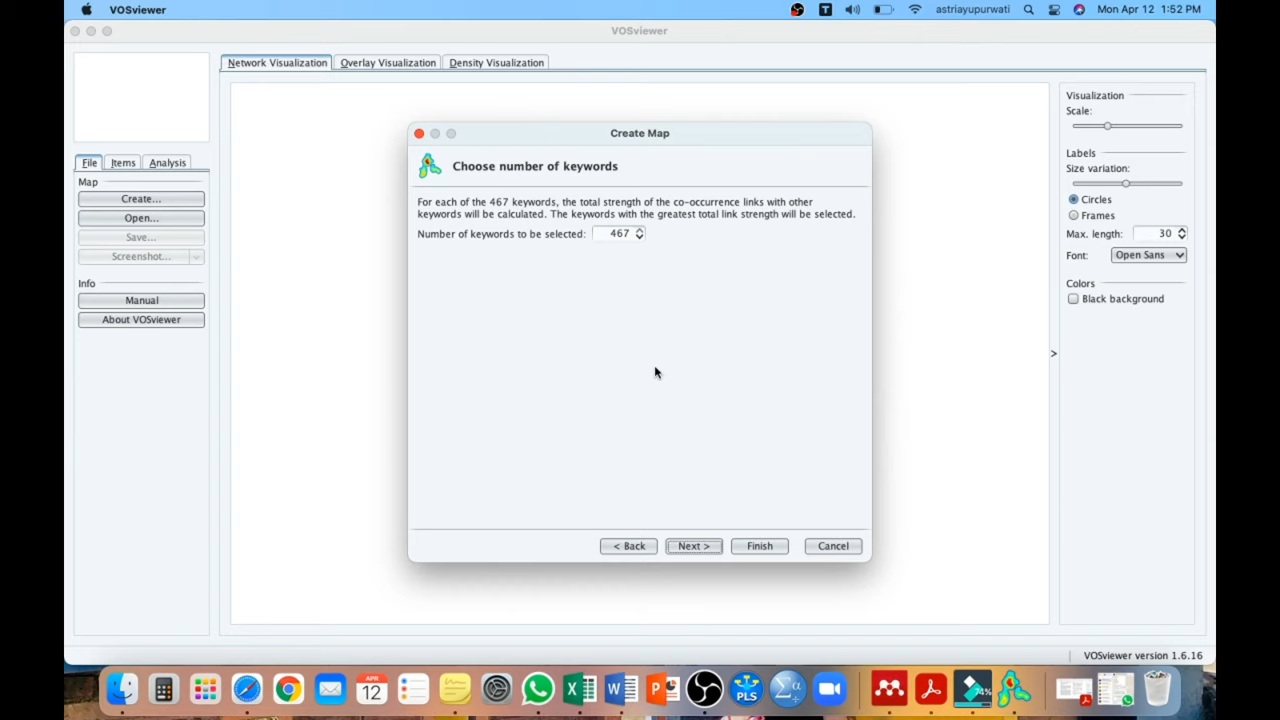 VOSviewer
astriayupurwati
Mon Apr 12 1:52 PM
VOSviewer
Network Visualization
Overlay Visualization
Density Visualization
File
Items
Analysis
Map
Create...
Open...
Save...
Screenshot...
Info
Manual
About VOSviewer
Create Map
Choose number of keywords
For each of the 467 keywords, the total strength of the co-occurrence links with other
keywords will be calculated. The keywords with the greatest total link strength will be selected.
Number of keywords to be selected: 467
< Back
Next >
Finish
Cancel
Visualization
Scale:
Labels
Size variation:
Circles
Frames
Max. length: 30
Font: Open Sans
Colors
Black background
>
VOSviewer version 1.6.16
APR
12
PLS
Σα
74%